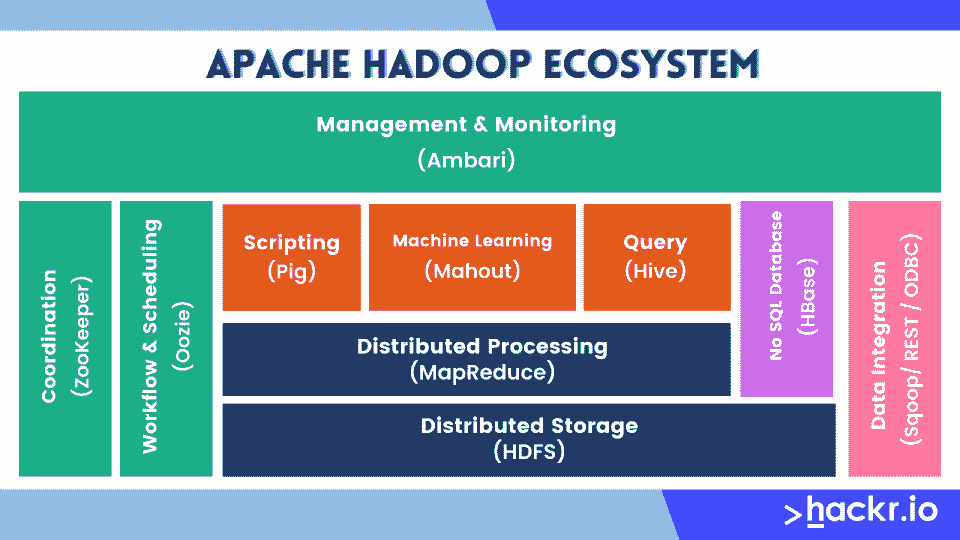 APACHE HADOOP ECOSYSTEM
Management & Monitoring
(Ambari)
Coordination
(ZooKeeper)
Workflow & Scheduling
(Oozie)
Scripting
(Pig)
Machine Learning
(Mahout)
Query
(Hive)
No SQL Database
(HBase)
Data Integration
(Sqoop/ REST / ODBC)
Distributed Processing
(MapReduce)
Distributed Storage
(HDFS)
>hackr.io